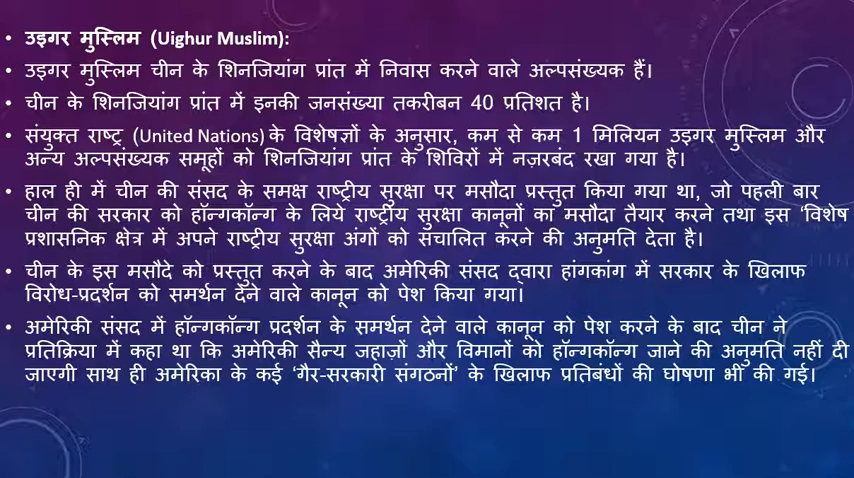 • उइगर मुस्लिम (Uighur Muslim):
• उइगर मुस्लिम चीन के शिनजियांग प्रांत में निवास करने वाले अल्पसंख्यक हैं।
• चीन के शिनजियांग प्रांत में इनकी जनसंख्या तकरीबन 40 प्रतिशत है।
• संयुक्त राष्ट्र (United Nations) के विशेषज्ञों के अनुसार, कम से कम 1 मिलियन उइगर मुस्लिम और
अन्य अल्पसंख्यक समूहों को शिनजियांग प्रांत के शिविरों में नज़रबंद रखा गया है।
• हाल ही में चीन की संसद के समक्ष राष्ट्रीय सुरक्षा पर मसौदा प्रस्तुत किया गया था, जो पहली बार
चीन की सरकार को हॉन्गकॉन्ग के लिये राष्ट्रीय सुरक्षा कानूनों का मसौदा तैयार करने तथा इस ‘विशेष
प्रशासनिक क्षेत्र में अपने राष्ट्रीय सुरक्षा अंगों को संचालित करने की अनुमति देता है।
• चीन के इस मसौदे को प्रस्तुत करने के बाद अमेरिकी संसद द्वारा हांगकांग में सरकार के खिलाफ
विरोध-प्रदर्शन को समर्थन देने वाले कानून को पेश किया गया।
• अमेरिकी संसद में हॉन्गकॉन्ग प्रदर्शन के समर्थन देने वाले कानून को पेश करने के बाद चीन ने
प्रतिक्रिया में कहा था कि अमेरिकी सैन्य जहाज़ों और विमानों को हॉन्गकॉन्ग जाने की अनुमति नहीं दी
जाएगी साथ ही अमेरिका के कई ‘गैर-सरकारी संगठनों’ के खिलाफ प्रतिबंधों की घोषणा भी की गई।